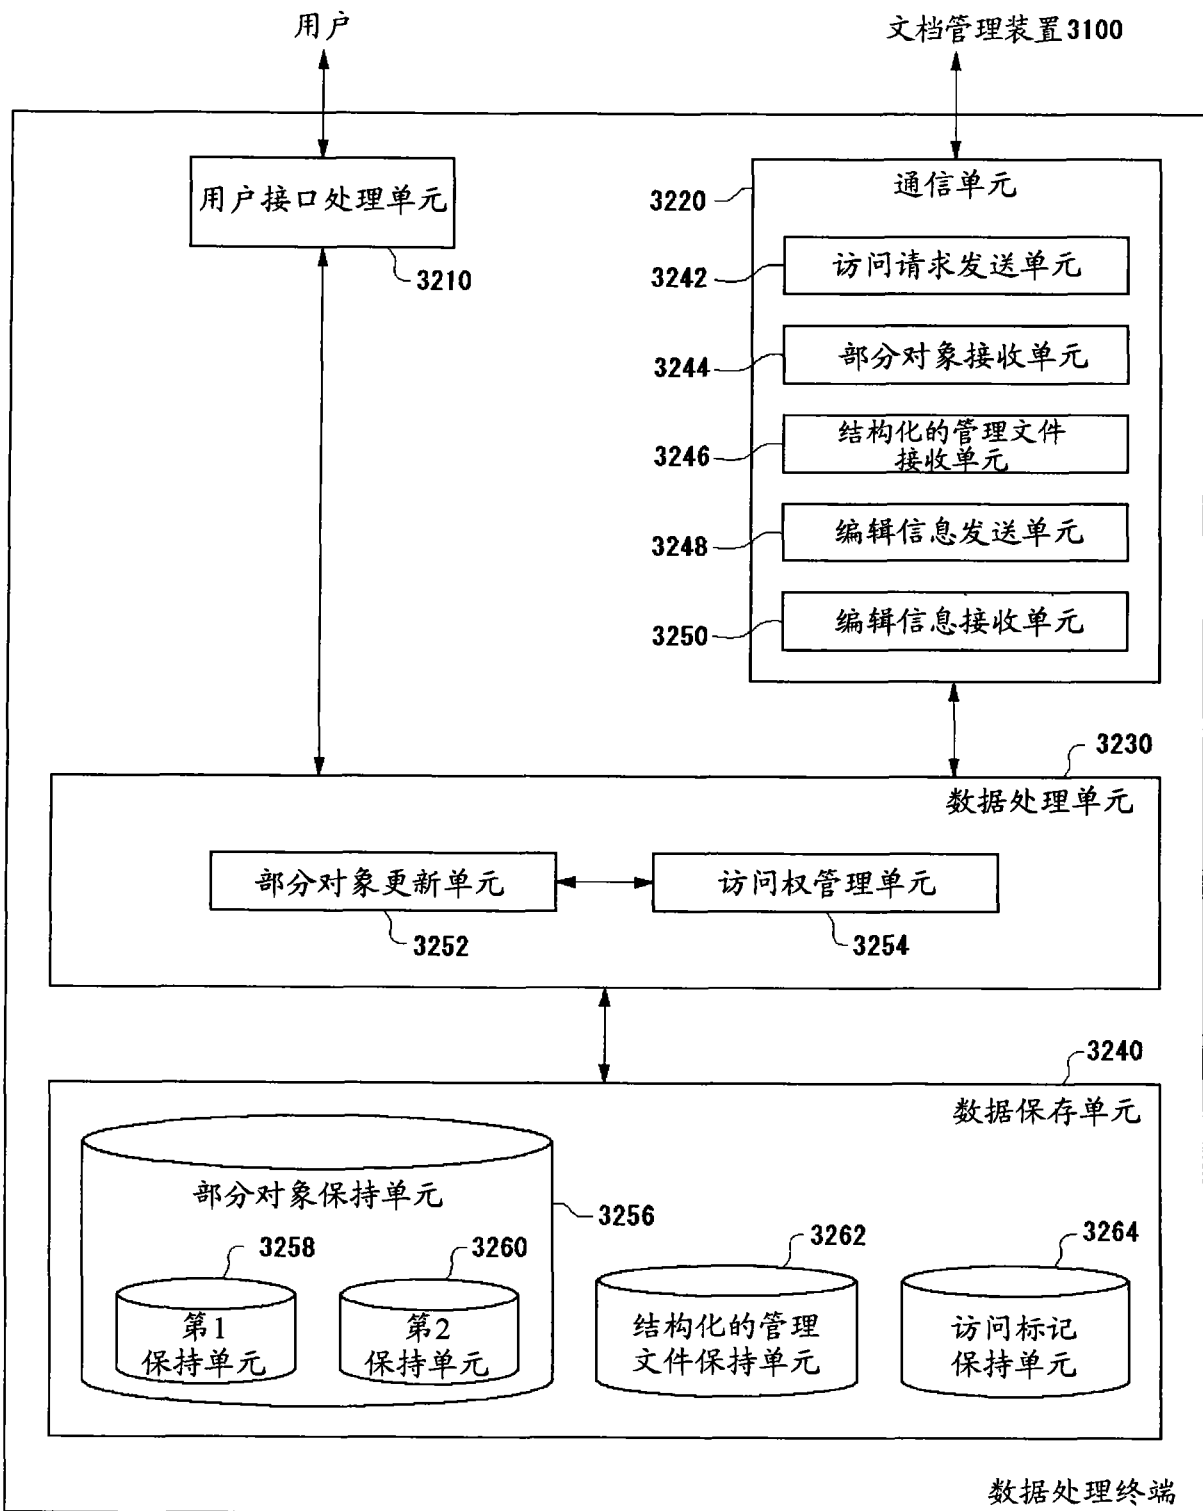 用户
文档管理装置3100
用户接口处理单元
3210
3220
通信单元
3242
访问请求发送单元
3244
部分对象接收单元
3246
结构化的管理文件
接收单元
3248
编辑信息发送单元
3250
编辑信息接收单元
3230
数据处理单元
部分对象更新单元
访问权管理单元
3252
3254
3240
数据保存单元
部分对象保持单元
3256
3258
3260
3262
3264
第1
保持单元
第2
保持单元
结构化的管理
文件保持单元
访问标记
保持单元
数据处理终端